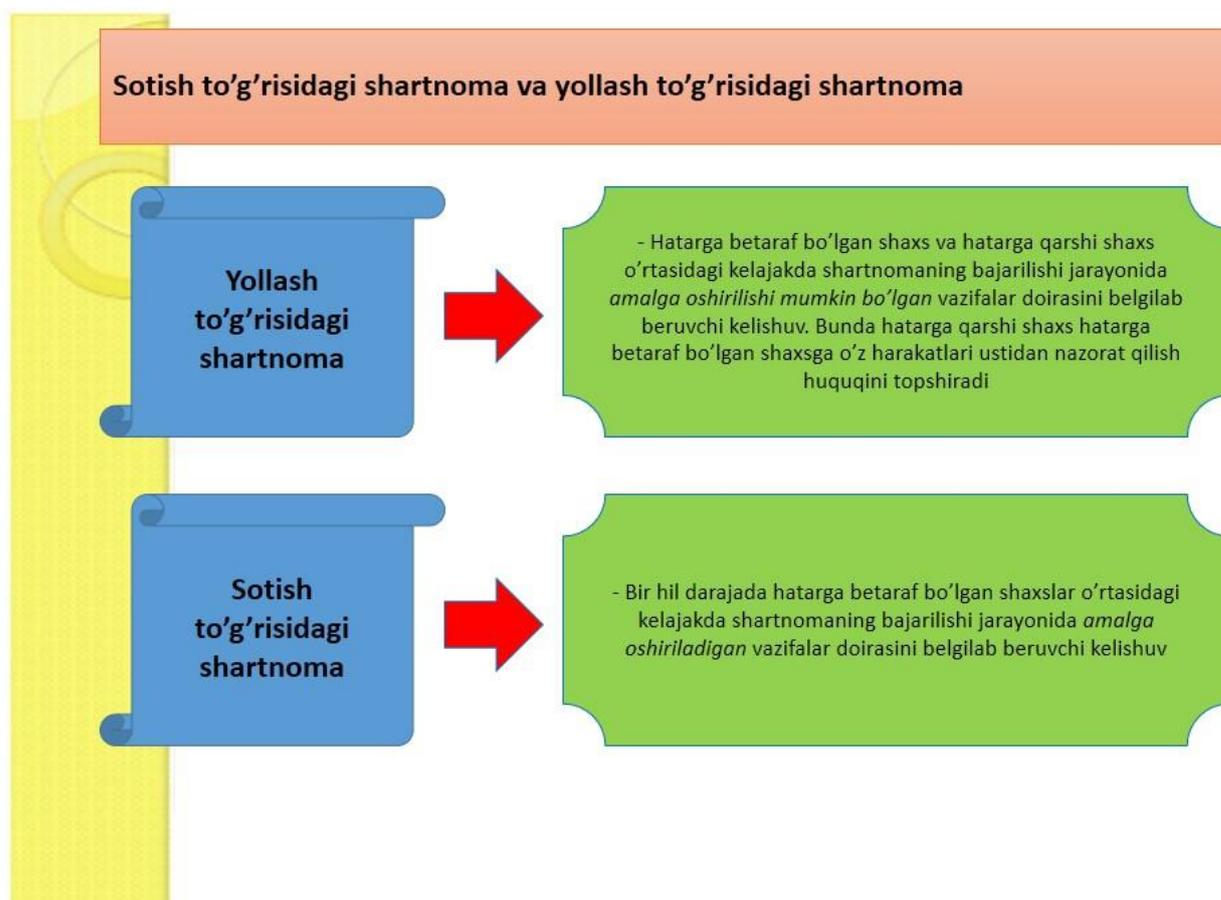 Sotish to’g’risidagi shartnoma va yollash to’g’risidagi shartnoma
Yollash
to’g’risidagi
shartnoma
- Hatarga betaraf bo’lgan shaxs va hatarga qarshi shaxs
o’rtasidagi kelajakda shartnomaning bajarilishi jarayonida
amalga oshirilishi mumkin bo’lgan vazifalar doirasini belgilab
beruvchi kelishuv. Bunda hatarga qarshi shaxs hatarga
betaraf bo’lgan shaxsga o’z harakatlari ustidan nazorat qilish
huquqini topshiradi
Sotish
to’g’risidagi
shartnoma
- Bir hil darajada hatarga betaraf bo’lgan shaxslar o’rtasidagi
kelajakda shartnomaning bajarilishi jarayonida amalga
oshiriladigan vazifalar doirasini belgilab beruvchi kelishuv